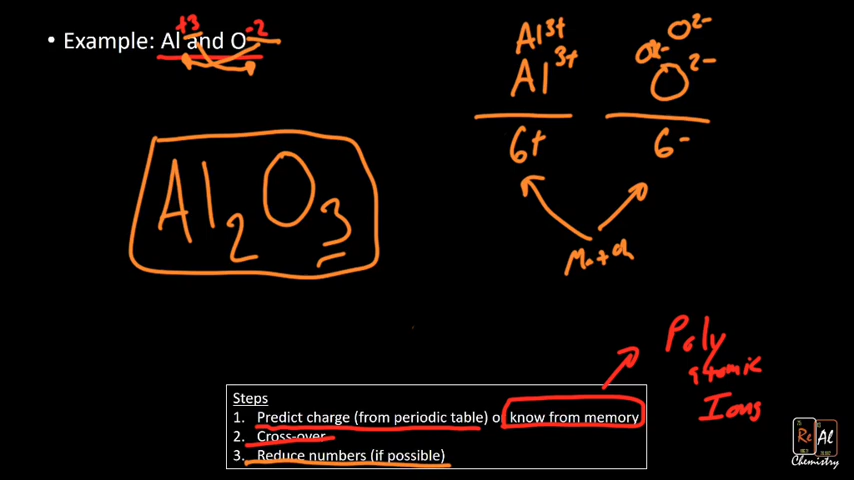 +3 -2
• Example: Al and O
Al³⁺ O²⁻
O²⁻
Al³⁺ O²⁻
6+ 6-
Al₂O₃
Match
Poly
atomic
Ions
Steps
1. Predict charge (from periodic table) or know from memory
2. Cross-over
3. Reduce numbers (if possible)
Re Al
Chemistry